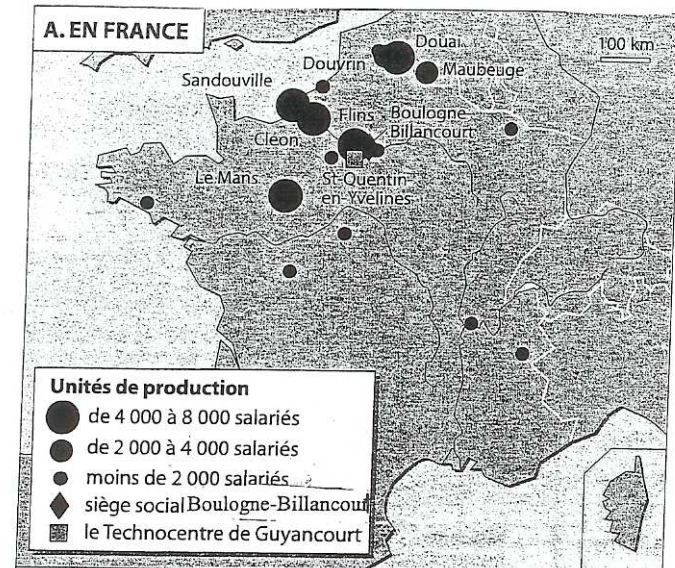 A. EN FRANCE
100 km
Douai
Douvrin
Maubeuge
Sandouville
Flins
Boulogne
Billancourt
Cléon
Le Mans
St-Quentin
en-Yvelines
Unités de production
de 4 000 à 8 000 salariés
de 2 000 à 4 000 salariés
moins de 2 000 salariés
siège social Boulogne-Billancourt
le Technocentre de Guyancourt